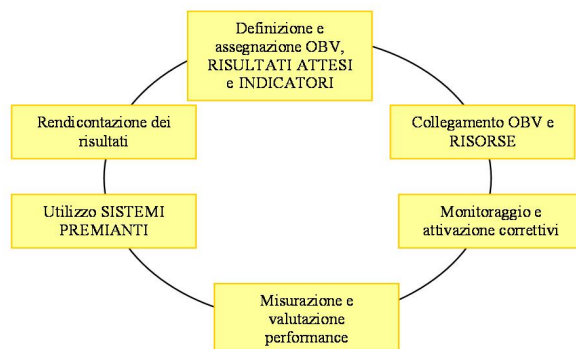 Definizione e
assegnazione OBV,
RISULTATI ATTESI
e INDICATORI
Collegamento OBV e
RISORSE
Monitoraggio e
attivazione correttivi
Misurazione e
valutazione
performance
Utilizzo SISTEMI
PREMIANTI
Rendicontazione dei
risultati